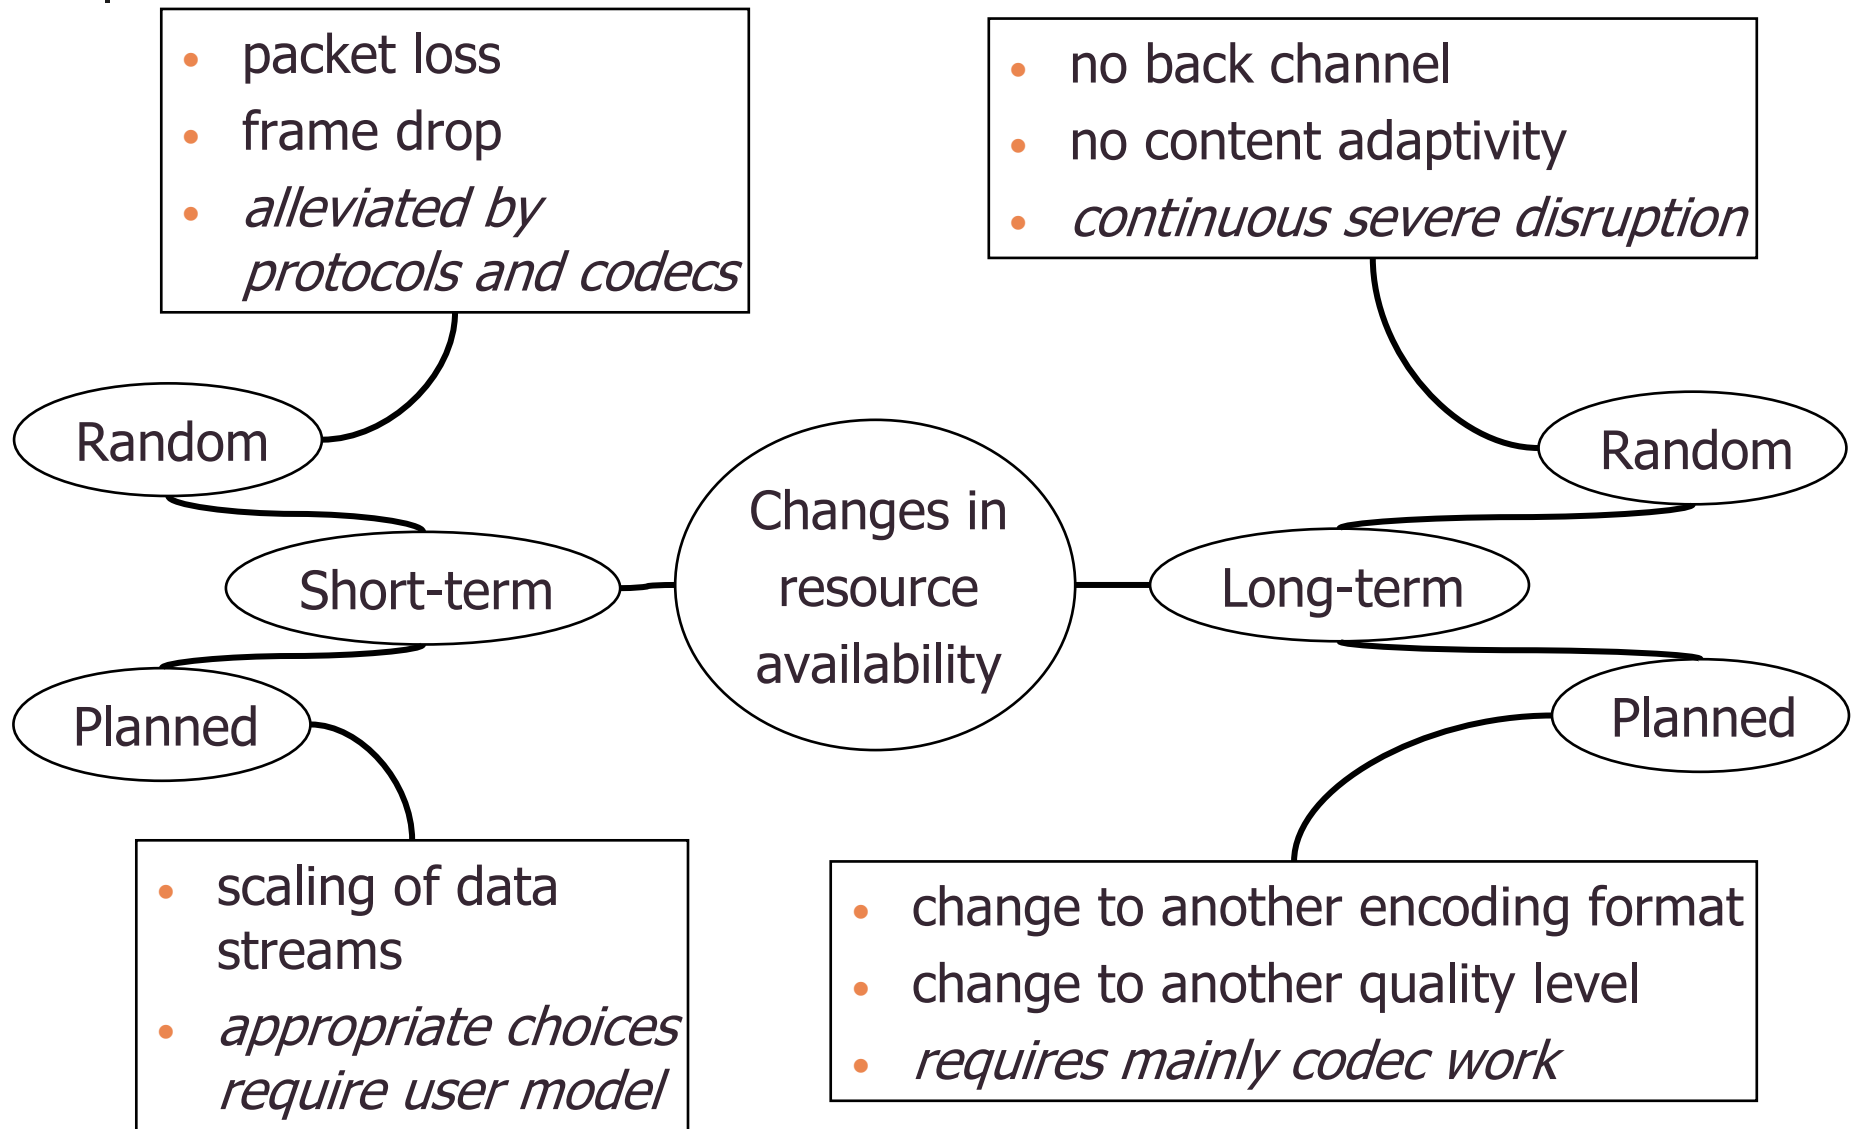 • packet loss
• frame drop
• alleviated by
protocols and codecs
• no back channel
• no content adaptivity
• continuous severe disruption
Random
Random
Changes in
resource
availability
Short-term
Long-term
Planned
Planned
• scaling of data
streams
• appropriate choices
require user model
• change to another encoding format
• change to another quality level
• requires mainly codec work